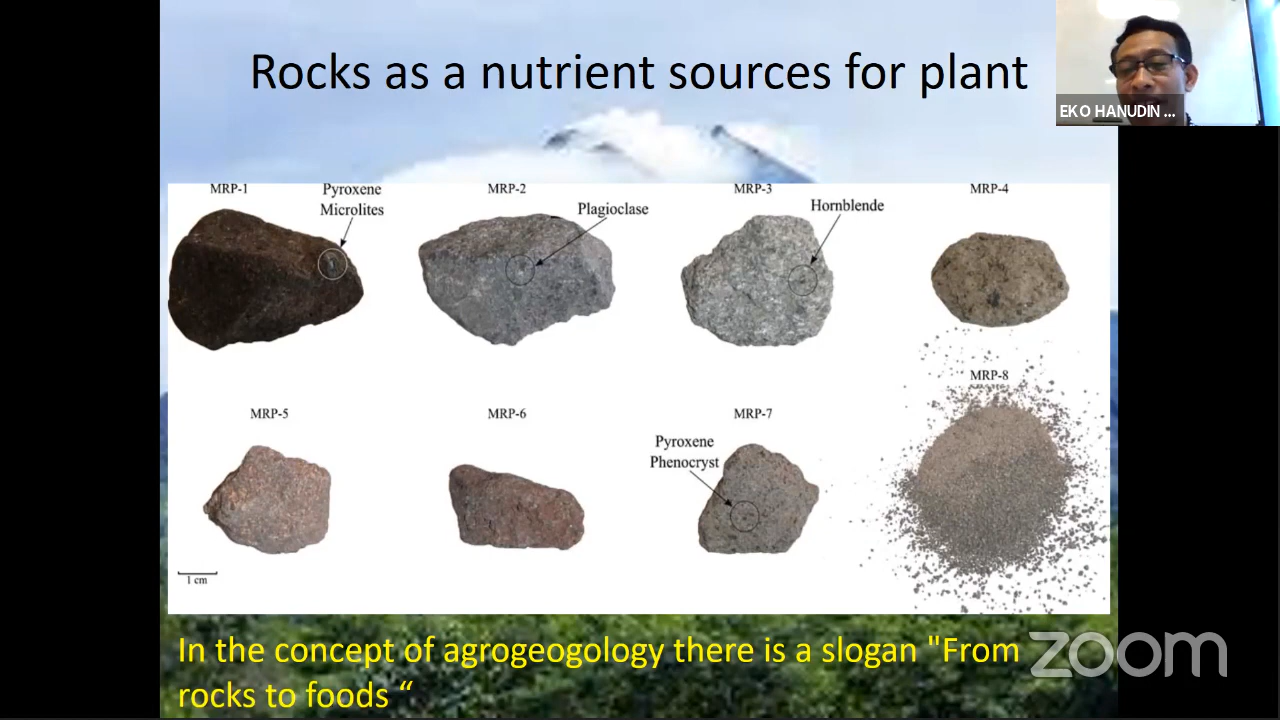 Rocks as a nutrient sources for plant
EKO HANUDIN ...
MRP-1
Pyroxene
Microlites
MRP-2
Plagioclase
MRP-3
Hornblende
MRP-4
MRP-5
MRP-6
MRP-7
Pyroxene
Phenocryst
MRP-8
1 cm
In the concept of agrogeogology there is a slogan "From
rocks to foods “
zoom